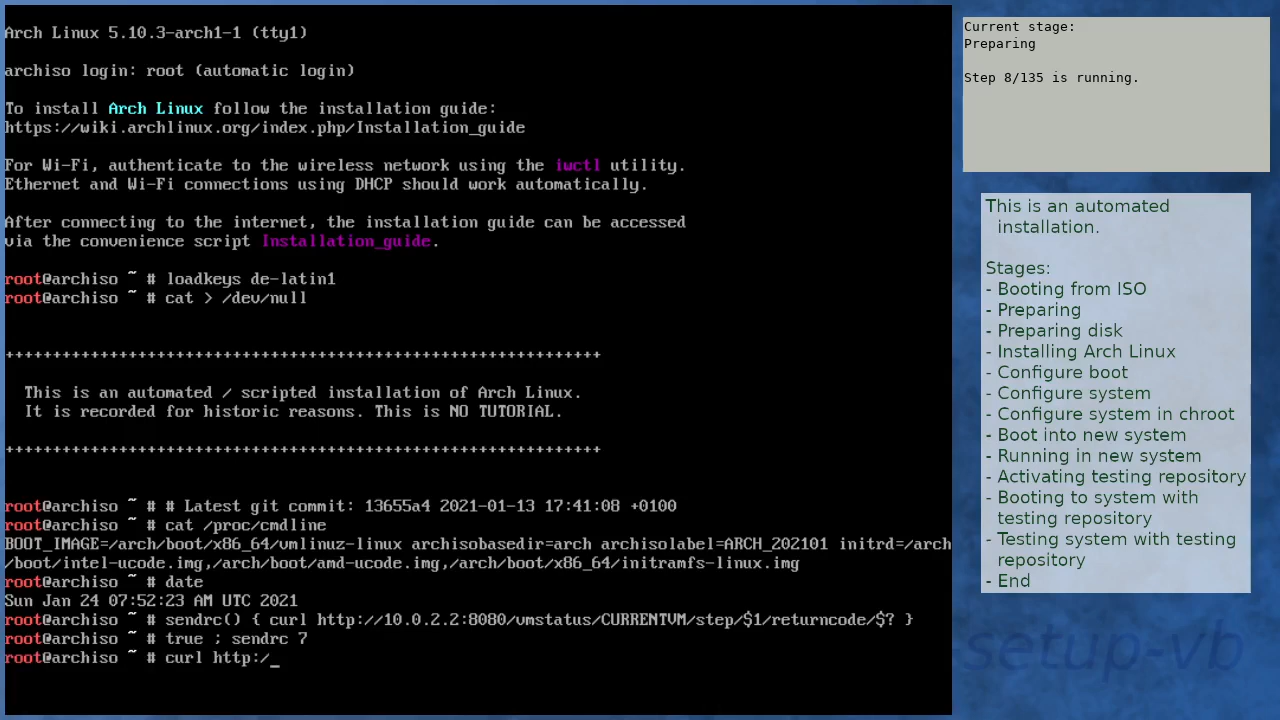 Arch Linux 5.10.3-arch1-1 (tty1)
archiso login: root (automatic login)
To install Arch Linux follow the installation guide:
https://wiki.archlinux.org/index.php/Installation_guide
For Wi-Fi, authenticate to the wireless network using the iwctl utility.
Ethernet and Wi-Fi connections using DHCP should work automatically.
After connecting to the internet, the installation guide can be accessed
via the convenience script Installation_guide.
root@archiso ~ # loadkeys de-latin1
root@archiso ~ # cat > /dev/null
+++++++++++++++++++++++++++++++++++++++++++++++++++++++++++++++
This is an automated / scripted installation of Arch Linux.
It is recorded for historic reasons. This is NO TUTORIAL.
+++++++++++++++++++++++++++++++++++++++++++++++++++++++++++++++
root@archiso ~ # # Latest git commit: 13655a4 2021-01-13 17:41:08 +0100
root@archiso ~ # cat /proc/cmdline
BOOT_IMAGE=/arch/boot/x86_64/vmlinuz-linux archisobasedir=arch archisolabel=ARCH_202101 initrd=/arch
/boot/intel-ucode.img,/arch/boot/amd-ucode.img,/arch/boot/x86_64/initramfs-linux.img
root@archiso ~ # date
Sun Jan 24 07:52:23 AM UTC 2021
root@archiso ~ # sendrc() { curl http://10.0.2.2:8080/vmstatus/CURRENTVM/step/$1/returncode/$? }
root@archiso ~ # true ; sendrc 7
root@archiso ~ # curl http:/_
Current stage:
Preparing
Step 8/135 is running.
This is an automated
installation.
Stages:
- Booting from ISO
- Preparing
- Preparing disk
- Installing Arch Linux
- Configure boot
- Configure system
- Configure system in chroot
- Boot into new system
- Running in new system
- Activating testing repository
- Booting to system with
testing repository
- Testing system with testing
repository
- End
setup-vb